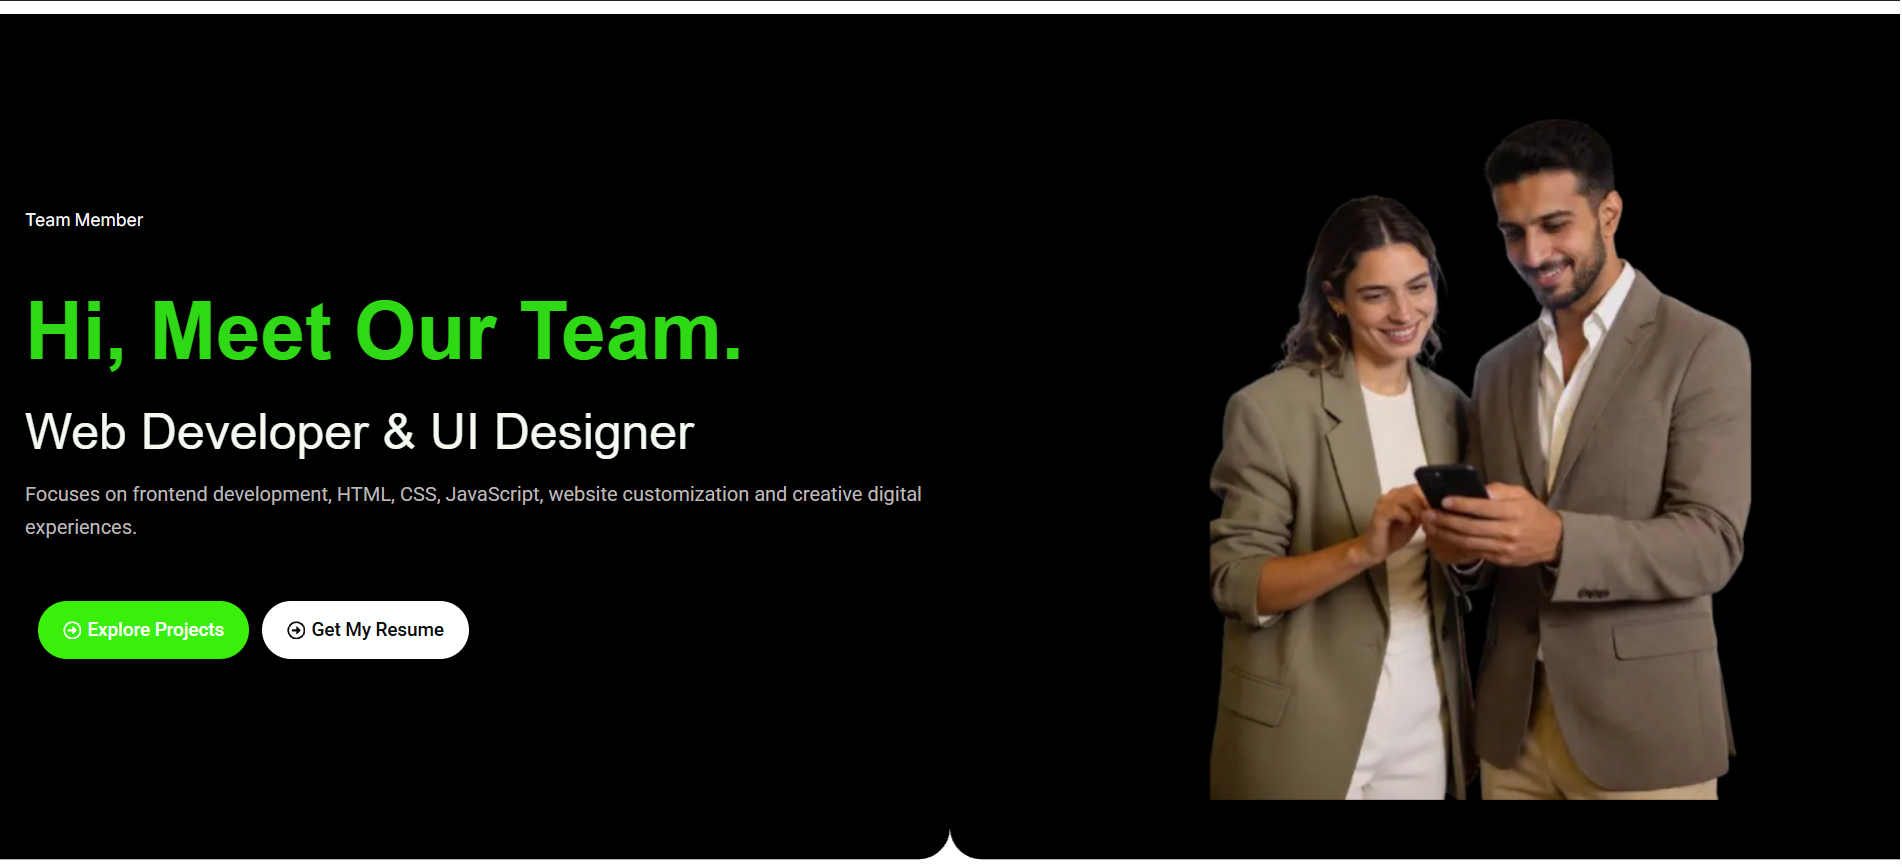 Team Member
Hi, Meet Our Team.
Web Developer & UI Designer
Focuses on frontend development, HTML, CSS, JavaScript, website customization and creative digital
experiences.
Explore Projects
Get My Resume